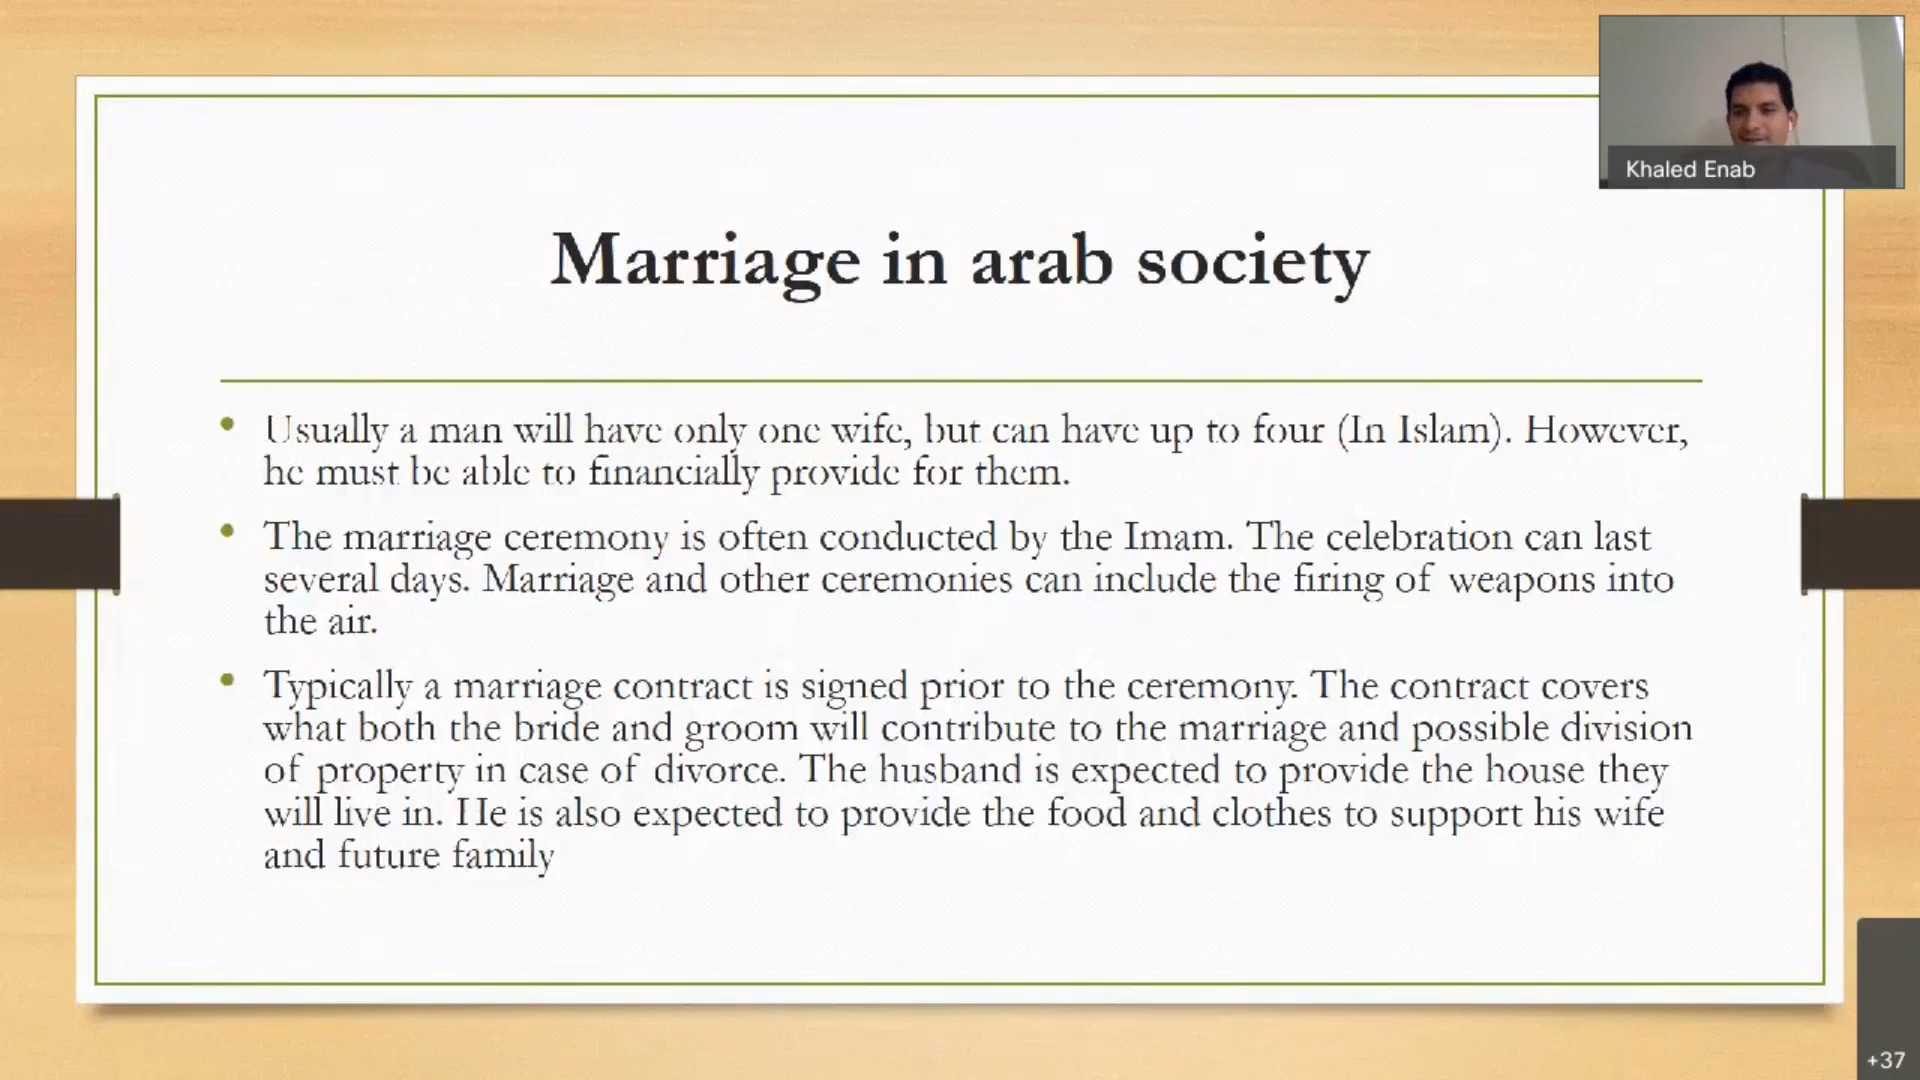 Khaled Enab
Marriage in arab society
• Usually a man will have only one wife, but can have up to four (In Islam). However,
he must be able to financially provide for them.
• The marriage ceremony is often conducted by the Imam. The celebration can last
several days. Marriage and other ceremonies can include the firing of weapons into
the air.
• Typically a marriage contract is signed prior to the ceremony. The contract covers
what both the bride and groom will contribute to the marriage and possible division
of property in case of divorce. The husband is expected to provide the house they
will live in. He is also expected to provide the food and clothes to support his wife
and future family
+37